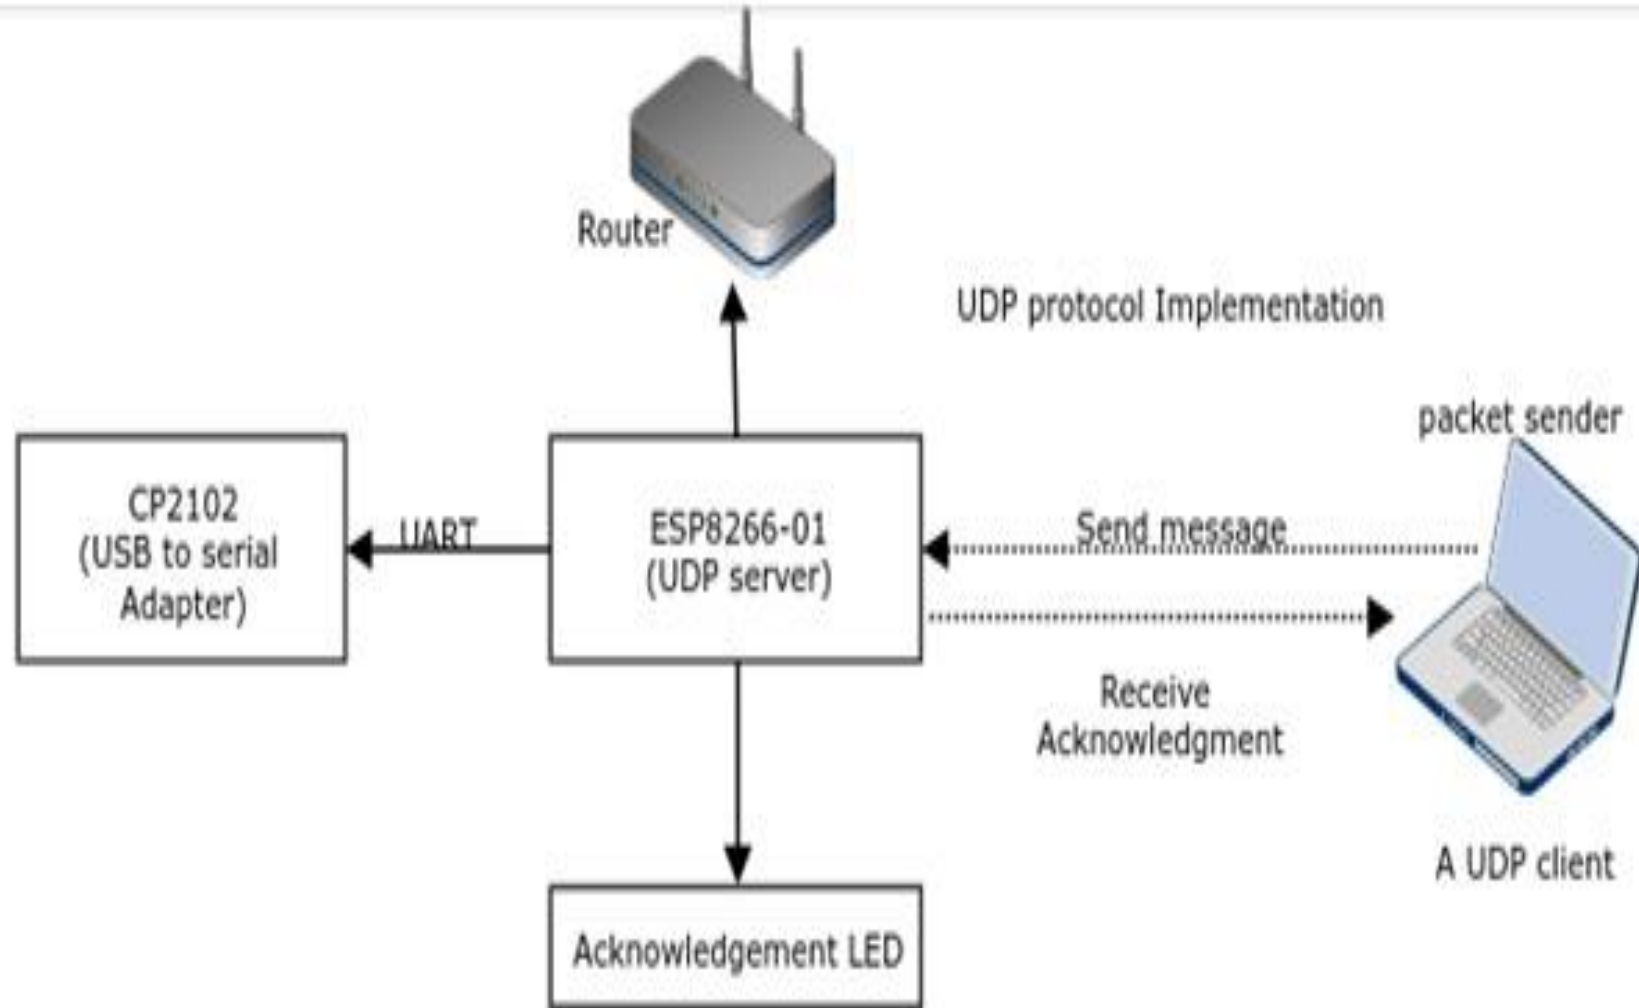 Router
UDP protocol Implementation
packet sender
CP2102
(USB to serial
Adapter)
UART
ESP8266-01
(UDP server)
Send message
Receive
Acknowledgment
A UDP client
Acknowledgement LED